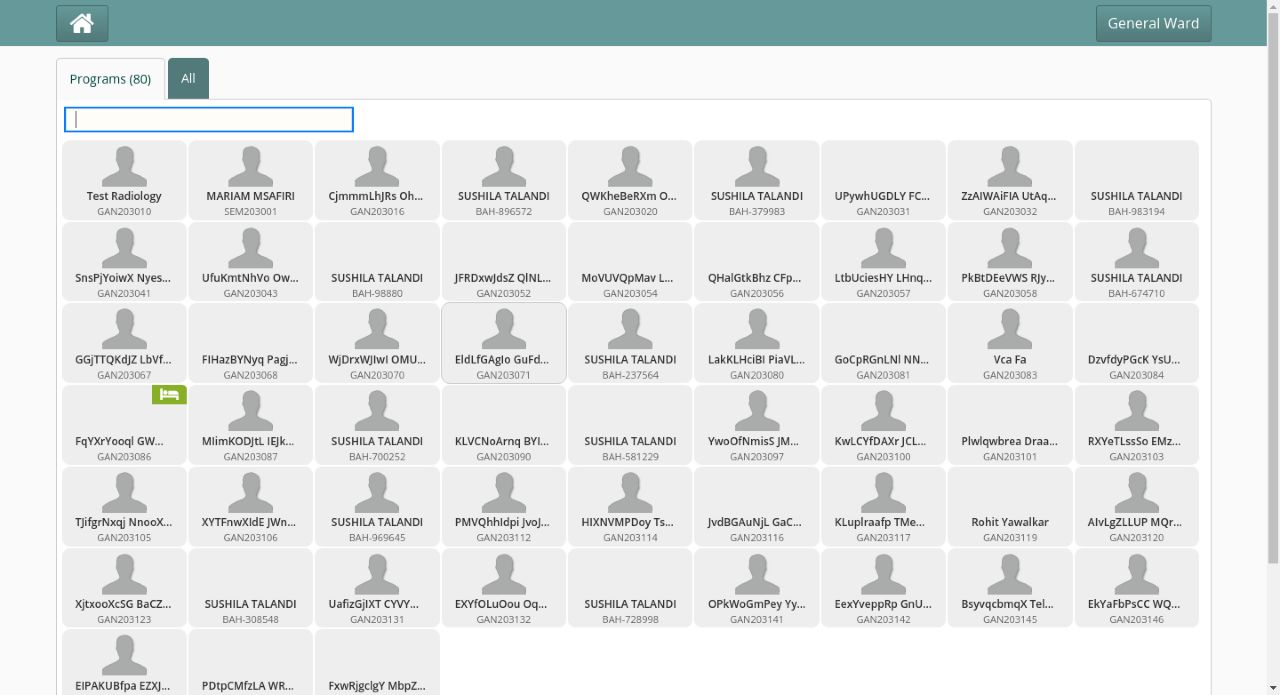 General Ward
Programs (80)
All
Test Radiology
GAN203010
MARIAM MSAFIRI
SEM203001
CjmmmLhJRs Oh...
GAN203016
SUSHILA TALANDI
BAH-896572
QWKheBeRXm O...
GAN203020
SUSHILA TALANDI
BAH-379983
UPywhUGDLY FC...
GAN203031
ZzAIWAiFIA UtAq...
GAN203032
SUSHILA TALANDI
BAH-983194
SnsPjYoiwX Nyes...
GAN203041
UfuKmtNhVo Ow...
GAN203043
SUSHILA TALANDI
BAH-98880
JFRDxwJdsZ QlNL...
GAN203052
MoVUVQpMav L...
GAN203054
QHalGtkBhz CFp...
GAN203056
LtbUciesHY LHnq...
GAN203057
PkBtDEeVWS RJy...
GAN203058
SUSHILA TALANDI
BAH-674710
GGjTTQKdJZ LbVf...
GAN203067
FIHazBYNyq Pagj...
GAN203068
WjDrxWJIwI OMU...
GAN203070
EldLfGAgIo GuFd...
GAN203071
SUSHILA TALANDI
BAH-237564
LakKLHciBI PiaVL...
GAN203080
GoCpRGnLNl NN...
GAN203081
Vca Fa
GAN203083
DzvfdyPGcK YsU...
GAN203084
FqYXrYooql GW...
GAN203086
MIimKODJtL IEJk...
GAN203087
SUSHILA TALANDI
BAH-700252
KLVCNoArnq BYI...
GAN203090
SUSHILA TALANDI
BAH-581229
YwoOfNmisS JM...
GAN203097
KwLCYfDAXr JCL...
GAN203100
Plwlqwbrea Draa...
GAN203101
RXYeTLssSo EMz...
GAN203103
TJifgrNxqj NnooX...
GAN203105
XYTFnwXIdE JWn...
GAN203106
SUSHILA TALANDI
BAH-969645
PMVQhhIdpi JvoJ...
GAN203112
HIXNVMPDoy Ts...
GAN203114
JvdBGAuNjL GaC...
GAN203116
KLuplraafp TMe...
GAN203117
Rohit Yawalkar
GAN203119
AIvLgZLLUP MQr...
GAN203120
XjtxooXcSG BaCZ...
GAN203123
SUSHILA TALANDI
BAH-308548
UafizGjIXT CYVY...
GAN203131
EXYfOLuOou Oq...
GAN203132
SUSHILA TALANDI
BAH-728998
OPkWoGmPey Yy...
GAN203141
EexYveppRp GnU...
GAN203142
BsyvqcbmqX Tel...
GAN203145
EkYaFbPsCC WQ...
GAN203146
EIPAKUBfpa EZXJ...
PDtpCMfzLA WR...
FxwRjgclgY MbpZ...